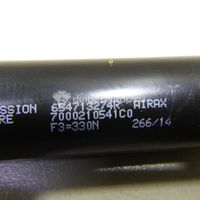 SSION 654713274R AIRAX
RE 7000210541C0
F3=330N 266/14